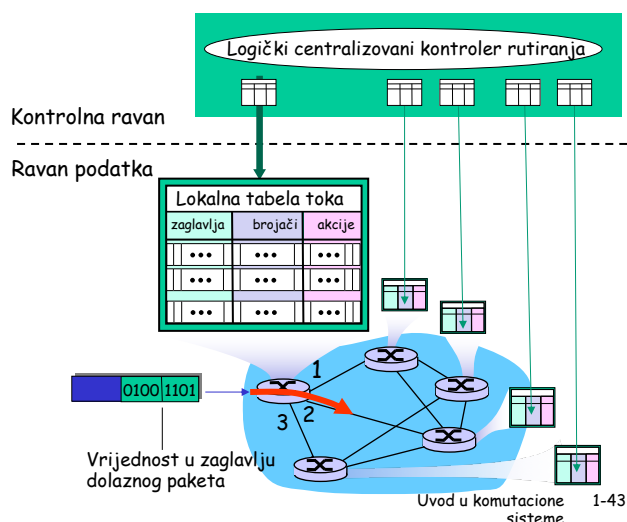 Logički centralizovani kontroler rutiranja
Kontrolna ravan
Ravan podatka
Lokalna tabela toka
zaglavlja brojači akcije
1
0100 1101
2
3
Vrijednost u zaglavlju
dolaznog paketa
Uvod u komutacione 1-43
sisteme